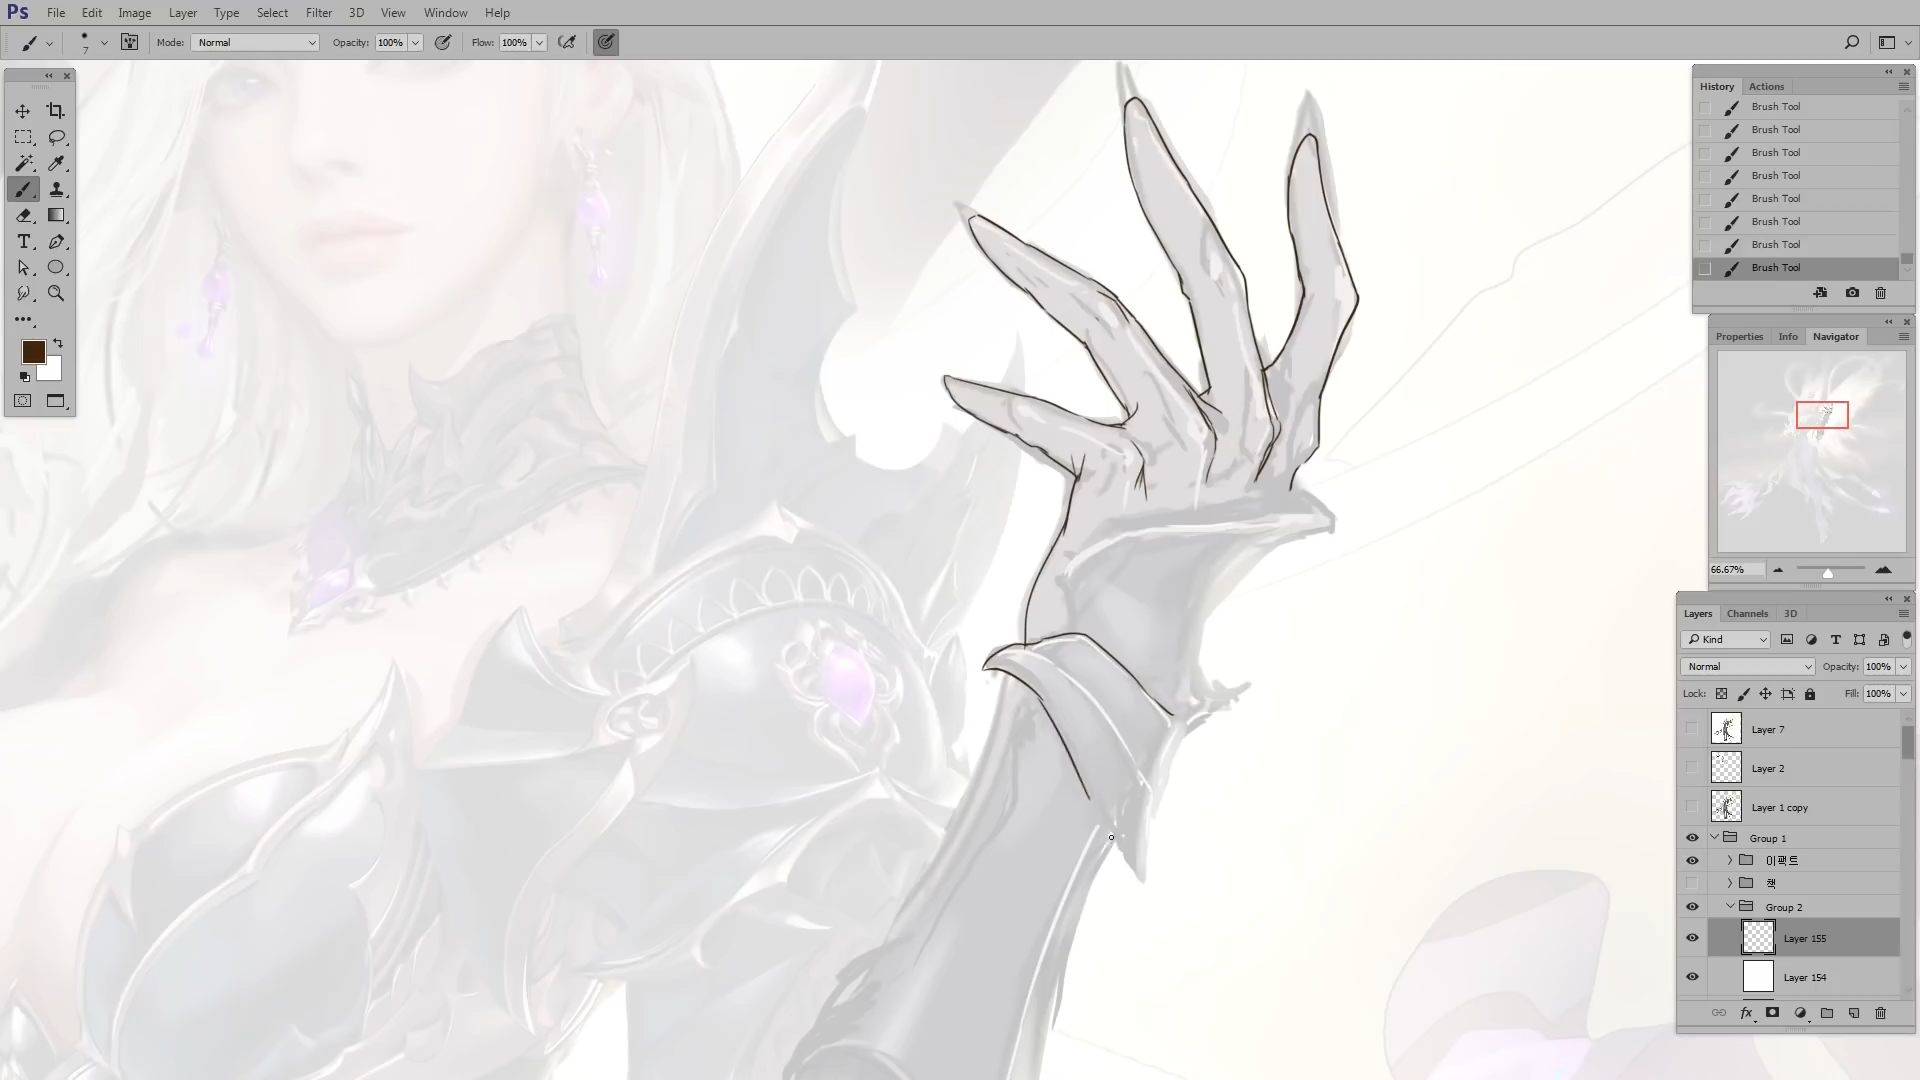 Ps File Edit Image Layer Type Select Filter 3D View Window Help
7 Mode: Normal Opacity: 100% Flow: 100%
History Actions
Brush Tool
Brush Tool
Brush Tool
Brush Tool
Brush Tool
Brush Tool
Brush Tool
Brush Tool
Properties Info Navigator
66.67%
Layers Channels 3D
Kind
Normal Opacity: 100%
Lock: Fill: 100%
Layer 7
Layer 2
Layer 1 copy
Group 1
이펙트
책
Group 2
Layer 155
Layer 154
fx